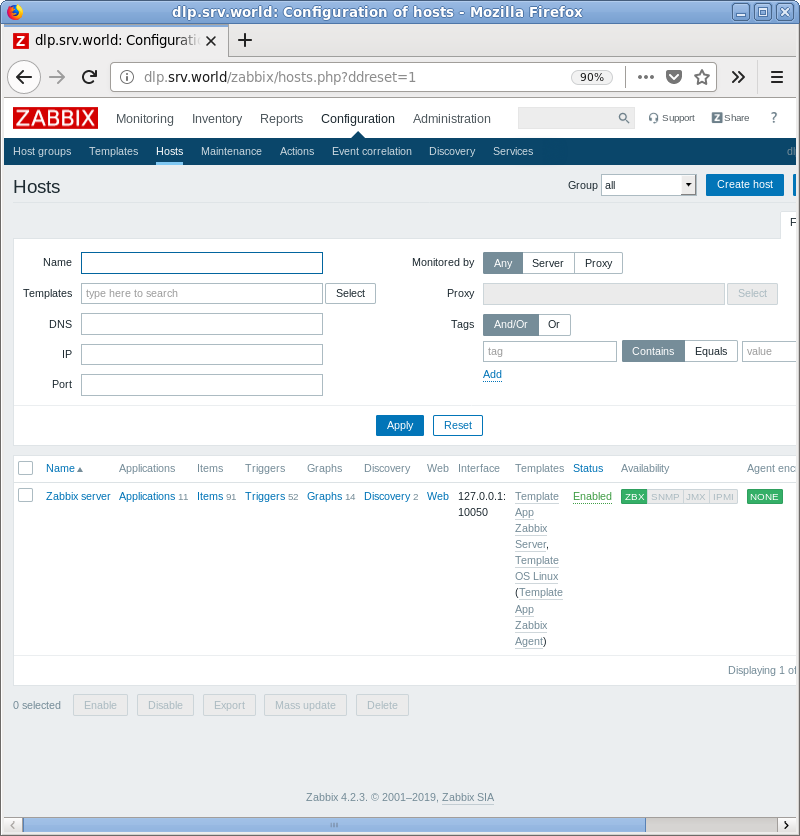 dlp.srv.world: Configuration of hosts - Mozilla Firefox
dlp.srv.world: Configurati
dlp.srv.world/zabbix/hosts.php?ddreset=1 90%
ZABBIX Monitoring Inventory Reports Configuration Administration Support Z Share ?
Host groups Templates Hosts Maintenance Actions Event correlation Discovery Services dl
Hosts Group all Create host
F
Name Monitored by Any Server Proxy
Templates type here to search Select Proxy Select
DNS Tags And/Or Or
IP tag Contains Equals value
Port Add
Apply Reset
Name Applications Items Triggers Graphs Discovery Web Interface Templates Status Availability Agent enc
Zabbix server Applications 11 Items 91 Triggers 52 Graphs 14 Discovery 2 Web 127.0.0.1: Template Enabled ZBX SNMP JMX IPMI NONE
10050 App
Zabbix
Server,
Template
OS Linux
(Template
App
Zabbix
Agent)
Displaying 1 of
0 selected Enable Disable Export Mass update Delete
Zabbix 4.2.3. © 2001–2019, Zabbix SIA